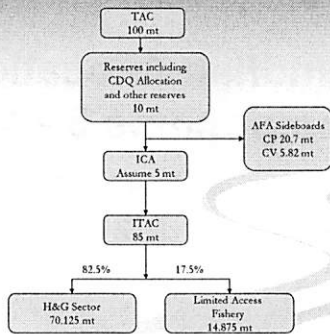 TAC
100 mt
Reserves including
CDQ Allocation
and other reserves
10 mt
AFA Sideboards
CP 20.7 mt
CV 5.82 mt
ICA
Assume 5 mt
ITAC
85 mt
82.5%
17.5%
H&G Sector
70.125 mt
Limited Access
Fishery
14.875 mt